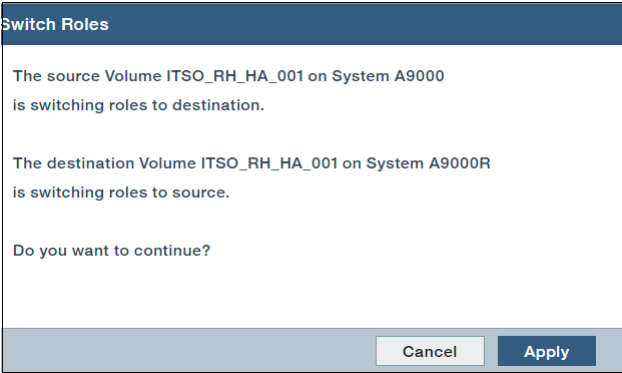 Switch Roles
The source Volume ITSO_RH_HA_001 on System A9000
is switching roles to destination.
The destination Volume ITSO_RH_HA_001 on System A9000R
is switching roles to source.
Do you want to continue?
Cancel
Apply